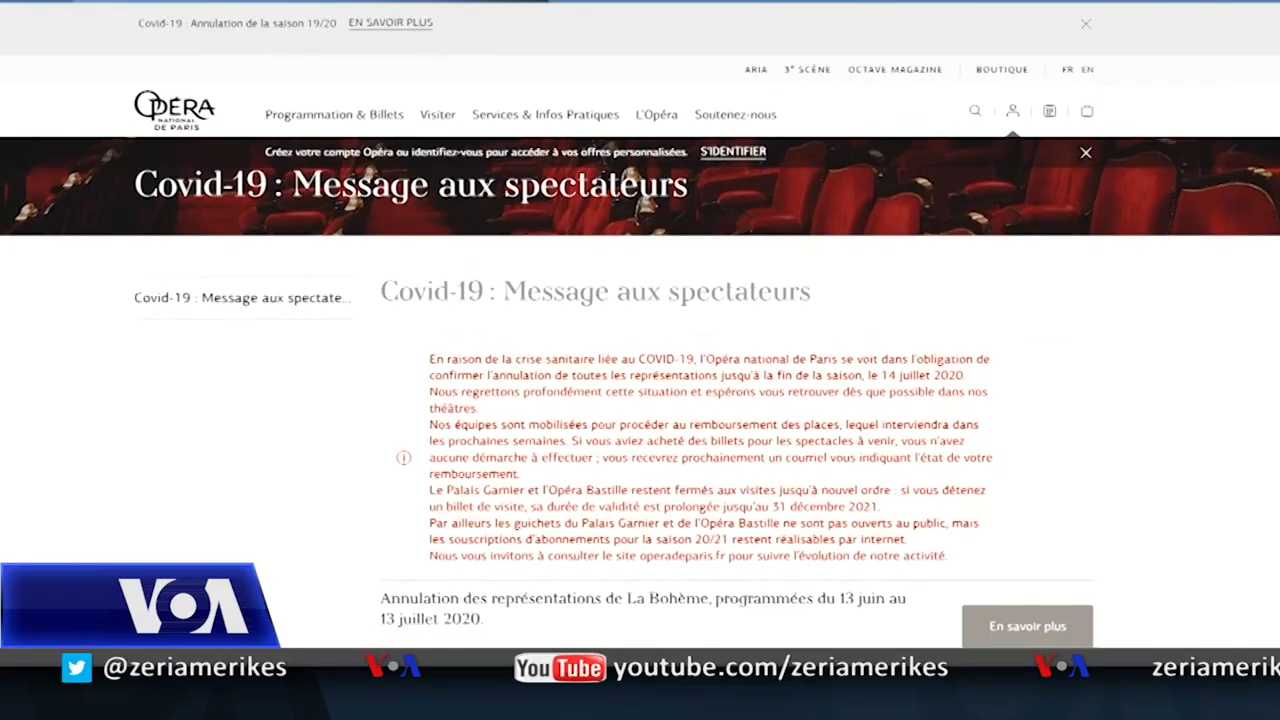 Covid-19 : Annulation de la saison 19/20 EN SAVOIR PLUS
ARIA 3e SCÈNE OCTAVE MAGAZINE BOUTIQUE FR EN
OPÉRA
NATIONAL
DE PARIS
Programmation & Billets Visiter Services & Infos Pratiques L'Opéra Soutenez-nous
Créez votre compte Opéra ou identifiez-vous pour accéder à vos offres personnalisées. S'IDENTIFIER
Covid-19 : Message aux spectateurs
Covid-19 : Message aux spectate...
Covid-19 : Message aux spectateurs
En raison de la crise sanitaire liée au COVID-19, l'Opéra national de Paris se voit dans l'obligation de
confirmer l'annulation de toutes les représentations jusqu'à la fin de la saison, le 14 juillet 2020.
Nous regrettons profondément cette situation et espérons vous retrouver dès que possible dans nos
théâtres.
Nos équipes sont mobilisées pour procéder au remboursement des places, lequel interviendra dans
les prochaines semaines. Si vous aviez acheté des billets pour les spectacles à venir, vous n'avez
aucune démarche à effectuer ; vous recevrez prochainement un courriel vous indiquant l'état de votre
remboursement.
Le Palais Garnier et l'Opéra Bastille restent fermés aux visites jusqu'à nouvel ordre : si vous détenez
un billet de visite, sa durée de validité est prolongée jusqu'au 31 décembre 2021.
Par ailleurs les guichets du Palais Garnier et de l'Opéra Bastille ne sont pas ouverts au public, mais
les souscriptions d'abonnements pour la saison 20/21 restent réalisables par internet.
Nous vous invitons à consulter le site operadeparis.fr pour suivre l'évolution de notre activité.
Annulation des représentations de La Bohème, programmées du 13 juin au
13 juillet 2020.
En savoir plus
VOA
@zeriamerikes VOA YouTube youtube.com/zeriamerikes VOA zeriamerik